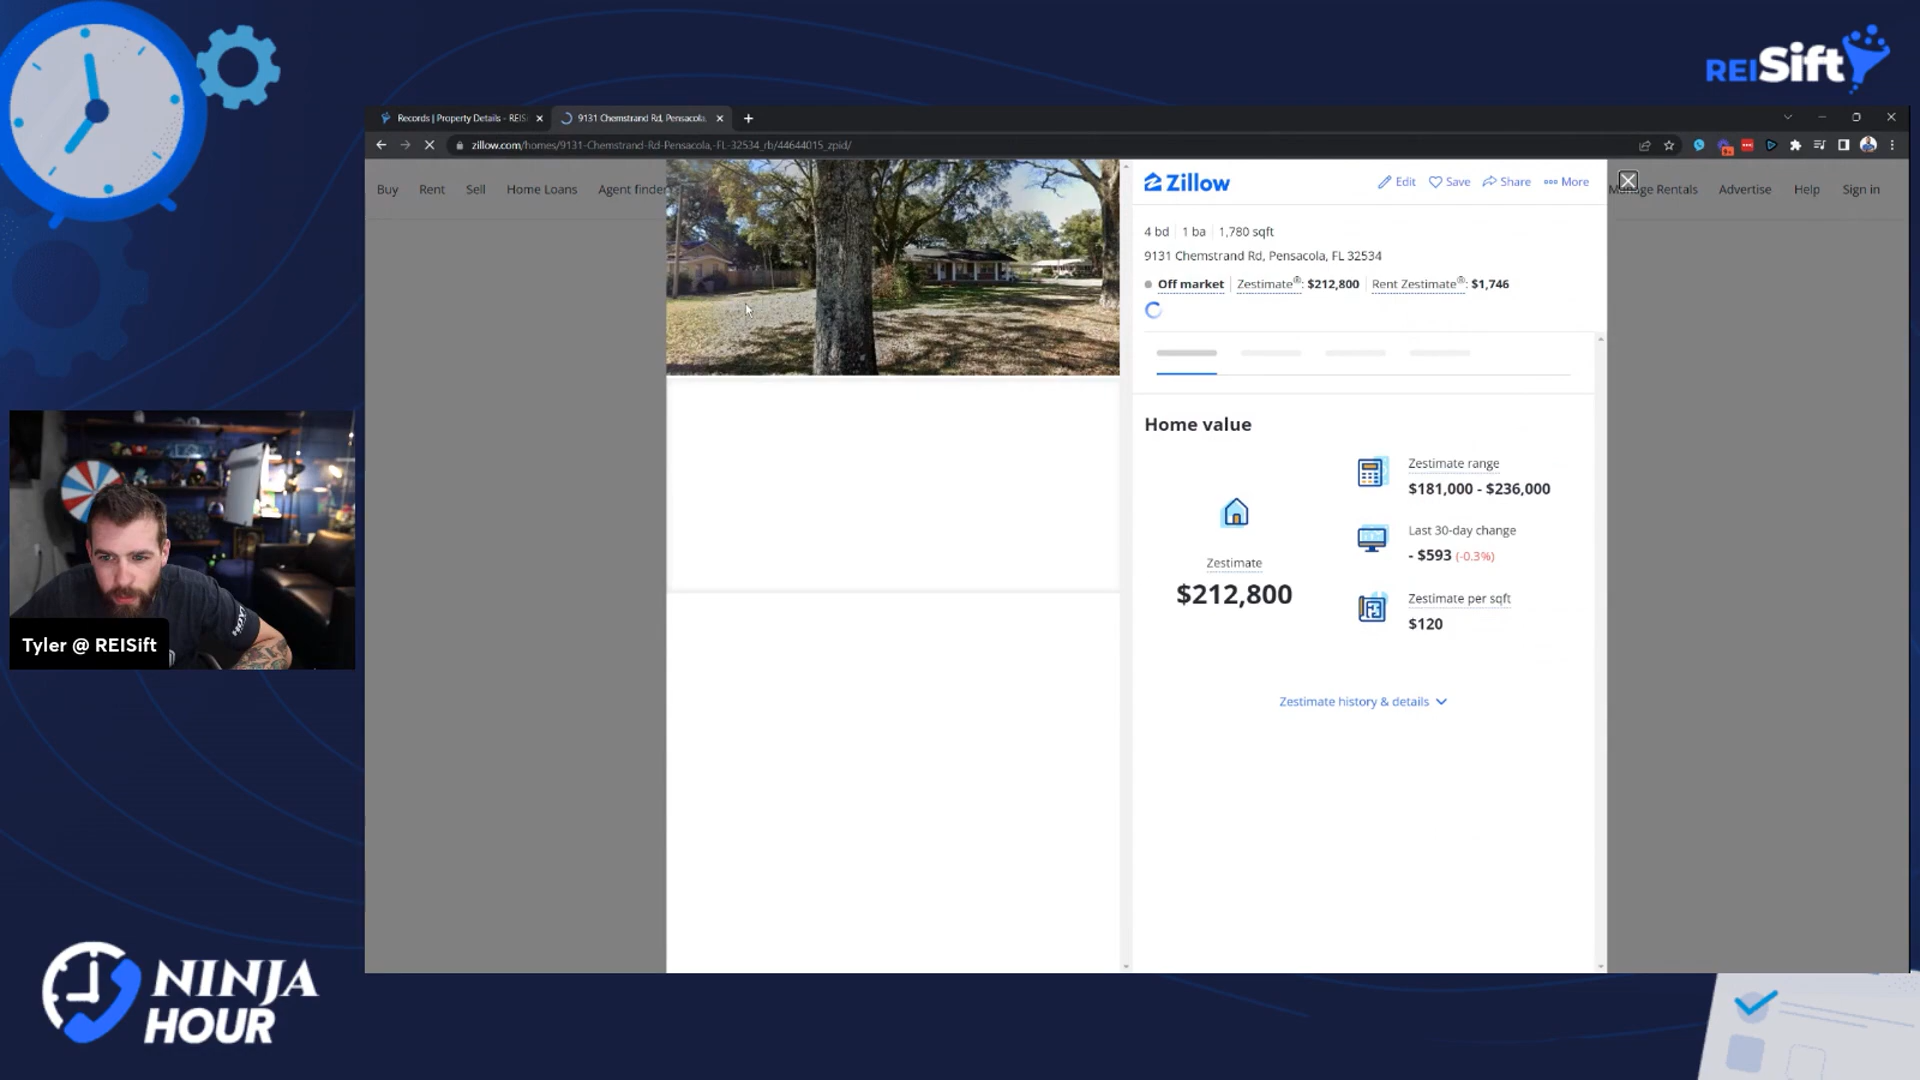 REISift
Records | Property Details - REIS
9131 Chemstrand Rd, Pensacola,
zillow.com/homes/9131-Chemstrand-Rd-Pensacola,-FL-32534_rb/44644015_zpid/
Buy Rent Sell Home Loans Agent finder
Zillow
Edit Save Share More
Manage Rentals Advertise Help Sign in
4 bd 1 ba 1,780 sqft
9131 Chemstrand Rd, Pensacola, FL 32534
Off market Zestimate®: $212,800 Rent Zestimate®: $1,746
Home value
Zestimate
$212,800
Zestimate range
$181,000 - $236,000
Last 30-day change
- $593 (-0.3%)
Zestimate per sqft
$120
Zestimate history & details
Tyler @ REISift
NINJA
HOUR